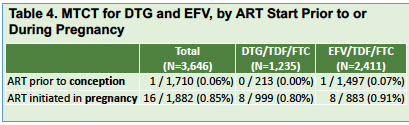 Table 4. MTCT for DTG and EFV, by ART Start Prior to or
During Pregnancy
Total DTG/TDF/FTC EFV/TDF/FTC
(N=3,646) (N=1,235) (N=2,411)
ART prior to conception 1 / 1,710 (0.06%) 0 / 213 (0.00%) 1 / 1,497 (0.07%)
ART initiated in pregnancy 16 / 1,882 (0.85%) 8 / 999 (0.80%) 8 / 883 (0.91%)